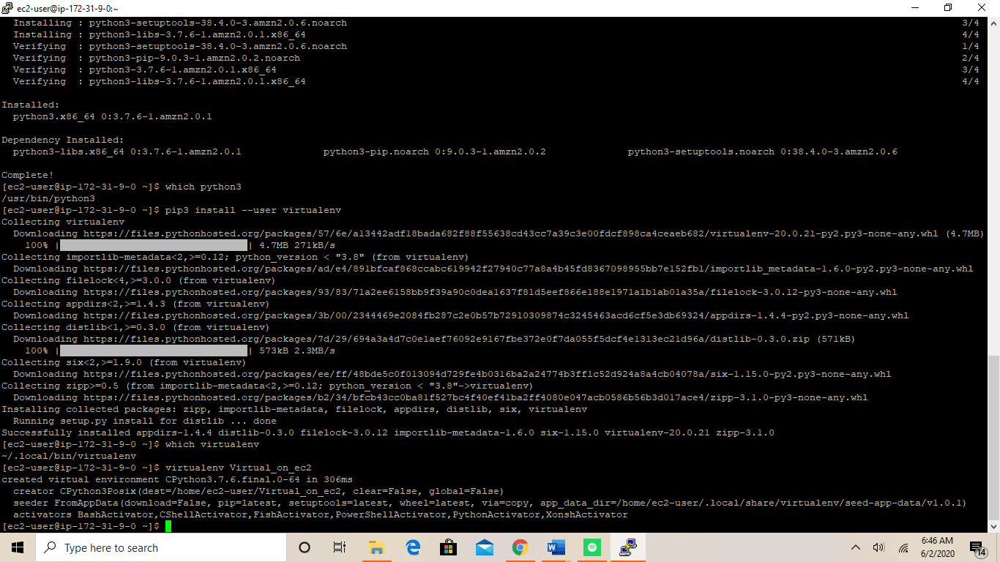 ec2-user@ip-172-31-9-0:~
Installing : python3-setuptools-38.4.0-3.amzn2.0.6.noarch 3/4
Installing : python3-libs-3.7.6-1.amzn2.0.1.x86_64 4/4
Verifying : python3-setuptools-38.4.0-3.amzn2.0.6.noarch 1/4
Verifying : python3-pip-9.0.3-1.amzn2.0.2.noarch 2/4
Verifying : python3-3.7.6-1.amzn2.0.1.x86_64 3/4
Verifying : python3-libs-3.7.6-1.amzn2.0.1.x86_64 4/4
Installed:
python3.x86_64 0:3.7.6-1.amzn2.0.1
Dependency Installed:
python3-libs.x86_64 0:3.7.6-1.amzn2.0.1 python3-pip.noarch 0:9.0.3-1.amzn2.0.2 python3-setuptools.noarch 0:38.4.0-3.amzn2.0.6
Complete!
[ec2-user@ip-172-31-9-0 ~]$ which python3
/usr/bin/python3
[ec2-user@ip-172-31-9-0 ~]$ pip3 install --user virtualenv
Collecting virtualenv
Downloading https://files.pythonhosted.org/packages/57/6e/a13442adf18bada682f88f55638cd43cc7a39c3e00fdcf898ca4ceaeb682/virtualenv-20.0.21-py2.py3-none-any.whl (4.7MB)
100% || 4.7MB 271kB/s
Collecting importlib-metadata<2,>=0.12; python_version < "3.8" (from virtualenv)
Downloading https://files.pythonhosted.org/packages/ad/e4/891bfcaf868ccabc619942f27940c77a8a4b45fd8367098955bb7e152fb1/importlib_metadata-1.6.0-py2.py3-none-any.whl
Collecting filelock<4,>=3.0.0 (from virtualenv)
Downloading https://files.pythonhosted.org/packages/93/83/71a2ee6158bb9f39a90c0dea1637f81d5eef866e188e1971a1b1ab01a35a/filelock-3.0.12-py3-none-any.whl
Collecting appdirs<2,>=1.4.3 (from virtualenv)
Downloading https://files.pythonhosted.org/packages/3b/00/2344469e2084fb287c2e0b57b72910309874c3245463acd6cf5e3db69324/appdirs-1.4.4-py2.py3-none-any.whl
Collecting distlib<1,>=0.3.0 (from virtualenv)
Downloading https://files.pythonhosted.org/packages/7d/29/694a3a4d7c0e1aef76092e9167fbe372e0f7da055f5dcf4e1313ec21d96a/distlib-0.3.0.zip (571kB)
100% || 573kB 2.3MB/s
Collecting six<2,>=1.9.0 (from virtualenv)
Downloading https://files.pythonhosted.org/packages/ee/ff/48bde5c0f013094d729fe4b0316ba2a24774b3ff1c52d924a8a4cb04078a/six-1.15.0-py2.py3-none-any.whl
Collecting zipp>=0.5 (from importlib-metadata<2,>=0.12; python_version < "3.8"->virtualenv)
Downloading https://files.pythonhosted.org/packages/b2/34/bfcb43cc0ba81f527bc4f40ef41ba2ff4080e047acb0586b56b3d017ace4/zipp-3.1.0-py3-none-any.whl
Installing collected packages: zipp, importlib-metadata, filelock, appdirs, distlib, six, virtualenv
Running setup.py install for distlib ... done
Successfully installed appdirs-1.4.4 distlib-0.3.0 filelock-3.0.12 importlib-metadata-1.6.0 six-1.15.0 virtualenv-20.0.21 zipp-3.1.0
[ec2-user@ip-172-31-9-0 ~]$ which virtualenv
~/.local/bin/virtualenv
[ec2-user@ip-172-31-9-0 ~]$ virtualenv Virtual_on_ec2
created virtual environment CPython3.7.6.final.0-64 in 306ms
creator CPython3Posix(dest=/home/ec2-user/Virtual_on_ec2, clear=False, global=False)
seeder FromAppData(download=False, pip=latest, setuptools=latest, wheel=latest, via=copy, app_data_dir=/home/ec2-user/.local/share/virtualenv/seed-app-data/v1.0.1)
activators BashActivator,CShellActivator,FishActivator,PowerShellActivator,PythonActivator,XonshActivator
[ec2-user@ip-172-31-9-0 ~]$
Type here to search
6:46 AM
6/2/2020
14